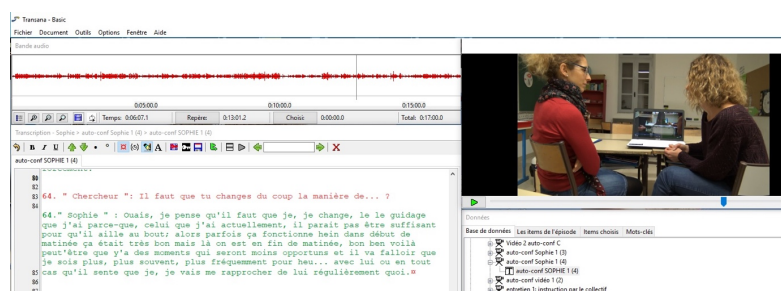 Transana - Basic
Fichier Document Outils Options Fenêtre Aide
Bande audio
0:05:00.0 0:10:00.0 0:15:00.0
Temps: 0:06:07.1 Repère: 0:13:01.2 Choisi: 0:00:00.0 Total: 0:17:00.0
Transcription - Sophie > auto-conf Sophie 1 (4) > auto-conf SOPHIE 1 (4)
auto-conf SOPHIE 1 (4)
80
82
83 64. " Chercheur ": Il faut que tu changes du coup la manière de... ?
84
64." Sophie " : Ouais, je pense qu'il faut que je, je change, le le guidage
que j'ai parce-que, celui que j'ai actuellement, il parait pas être suffisant
pour qu'il aille au bout; alors parfois ça fonctionne hein dans début de
matinée ça était très bon mais là on est en fin de matinée, bon ben voilà
peut'être que y'a des moments qui seront moins opportuns et il va falloir que
je sois plus, plus souvent, plus fréquemment pour heu... avec lui ou en tout
85 cas qu'il sente que je, je vais me rapprocher de lui régulièrement quoi.¤
86
Données
Base de données Les items de l'épisode Items choisis Mots-clés
Vidéo 2 auto-conf C
auto-conf Sophie 1 (3)
auto-conf Sophie 1 (4)
auto-conf SOPHIE 1 (4)
auto-conf vidéo 1 (2)
entretien 1: instruction par le collectif